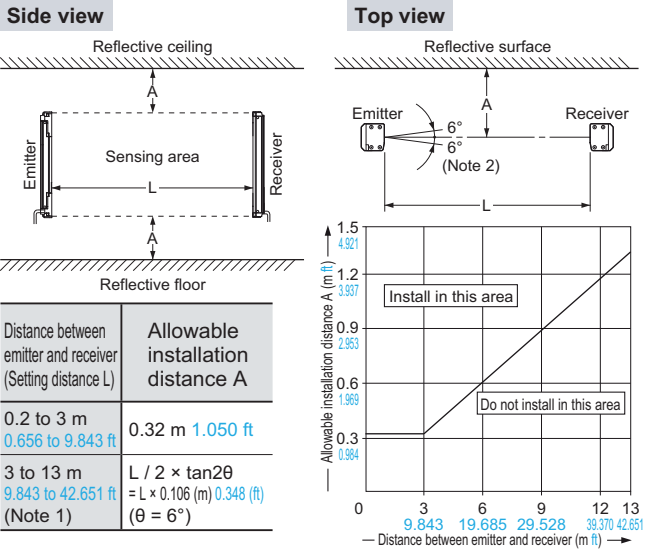 Side view
Reflective ceiling
A
Emitter
Sensing area
Receiver
L
A
Reflective floor
Distance between
emitter and receiver
(Setting distance L)
Allowable
installation
distance A
0.2 to 3 m
0.656 to 9.843 ft
0.32 m 1.050 ft
3 to 13 m
9.843 to 42.651 ft
(Note 1)
L / 2 × tan2θ
= L × 0.106 (m) 0.348 (ft)
(θ = 6°)
Top view
Reflective surface
A
Emitter
Receiver
6°
6°
(Note 2)
L
Allowable installation distance A (m ft)
1.5
4.921
1.2
3.937
0.9
2.953
0.6
1.969
0.3
0.984
Install in this area
Do not install in this area
0 3 6 9 12 13
9.843 19.685 29.528 39.370 42.651
Distance between emitter and receiver (m ft)